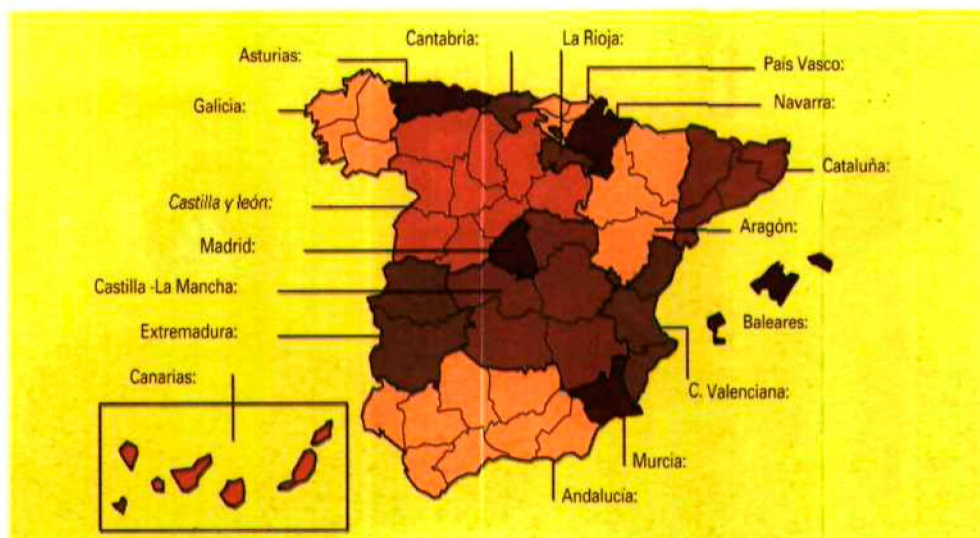 Cantabria:
La Rioja:
Asturias:
País Vasco:
Galicia:
Navarra:
Cataluña:
Castilla y león:
Aragón:
Madrid:
Castilla -La Mancha:
Baleares:
Extremadura:
Canarias:
C. Valenciana:
Murcia:
Andalucía: